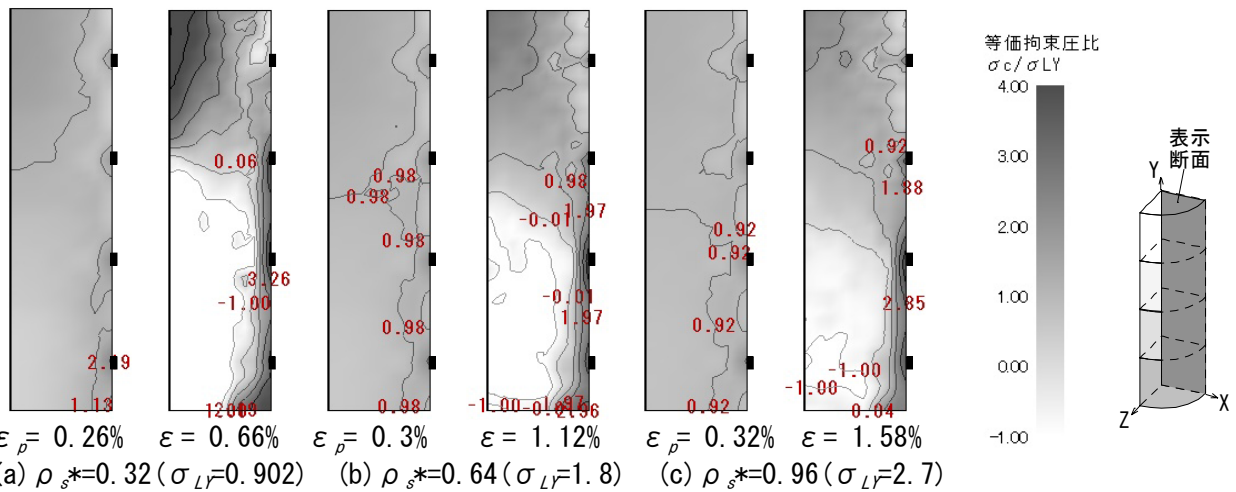 等価拘束圧比
σc/σLY
4.00
3.00
2.00
1.00
0.00
-1.00
表示
断面
Y
Z
X
2.19
1.13
0.06
3.26
-1.00
0.98
0.98
0.98
0.98
0.98
0.98
1.97
-0.01
-0.01
1.97
-1.00
0.92
0.92
0.92
0.92
0.92
1.88
2.85
-1.00
-1.00
0.04
ε p= 0.26%
ε= 0.66%
ε p= 0.3%
ε= 1.12%
ε p= 0.32%
ε= 1.58%
(a) ρ s*=0.32(σ LY=0.902)
(b) ρ s*=0.64(σ LY=1.8)
(c) ρ s*=0.96(σ LY=2.7)